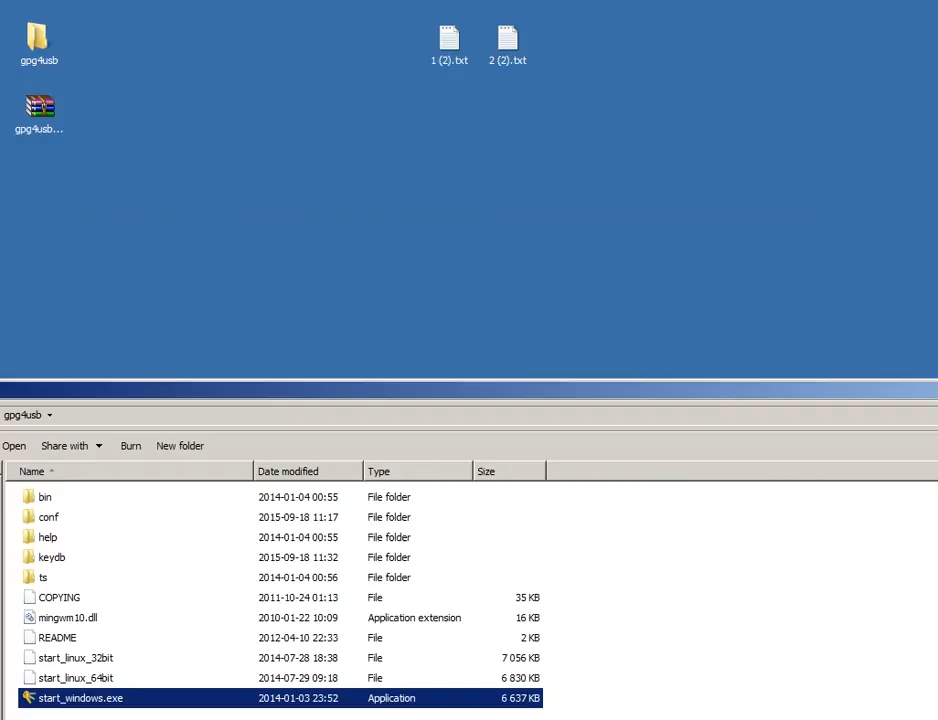 gpg4usb
1 (2).txt
2 (2).txt
gpg4usb...
gpg4usb
Open Share with Burn New folder
Name Date modified Type Size
bin 2014-01-04 00:55 File folder
conf 2015-09-18 11:17 File folder
help 2014-01-04 00:55 File folder
keydb 2015-09-18 11:32 File folder
ts 2014-01-04 00:56 File folder
COPYING 2011-10-24 01:13 File 35 KB
mingwm10.dll 2010-01-22 10:09 Application extension 16 KB
README 2012-04-10 22:33 File 2 KB
start_linux_32bit 2014-07-28 18:38 File 7 056 KB
start_linux_64bit 2014-07-29 09:18 File 6 830 KB
start_windows.exe 2014-01-03 23:52 Application 6 637 KB